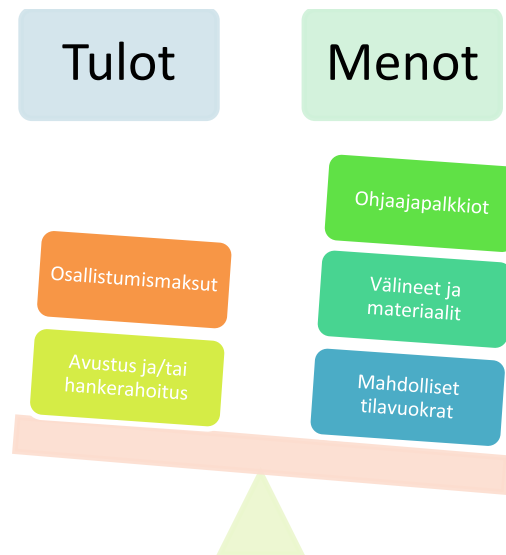 Tulot
Menot
Osallistumismaksut
Avustus ja/tai
hankerahoitus
Ohjaajapalkkiot
Välineet ja
materiaalit
Mahdolliset
tilavuokrat